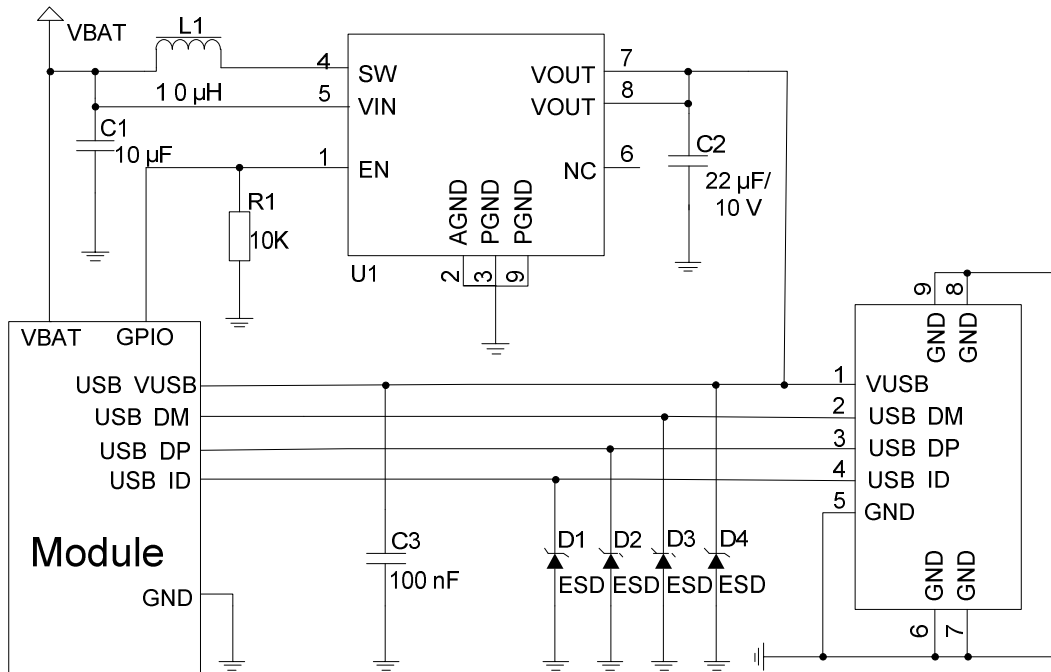 VBAT
L1
10 µH
C1
10 µF
4
SW
5
VIN
1
EN
R1
10K
AGND
PGND
PGND
2
3
9
U1
7
VOUT
8
VOUT
6
NC
C2
22 µF/
10 V
VBAT
GPIO
USB VUSB
USB DM
USB DP
USB ID
Module
GND
C3
100 nF
D1
ESD
D2
ESD
D3
ESD
D4
ESD
9
8
GND
GND
1
VUSB
2
USB DM
3
USB DP
4
USB ID
5
GND
GND
GND
6
7